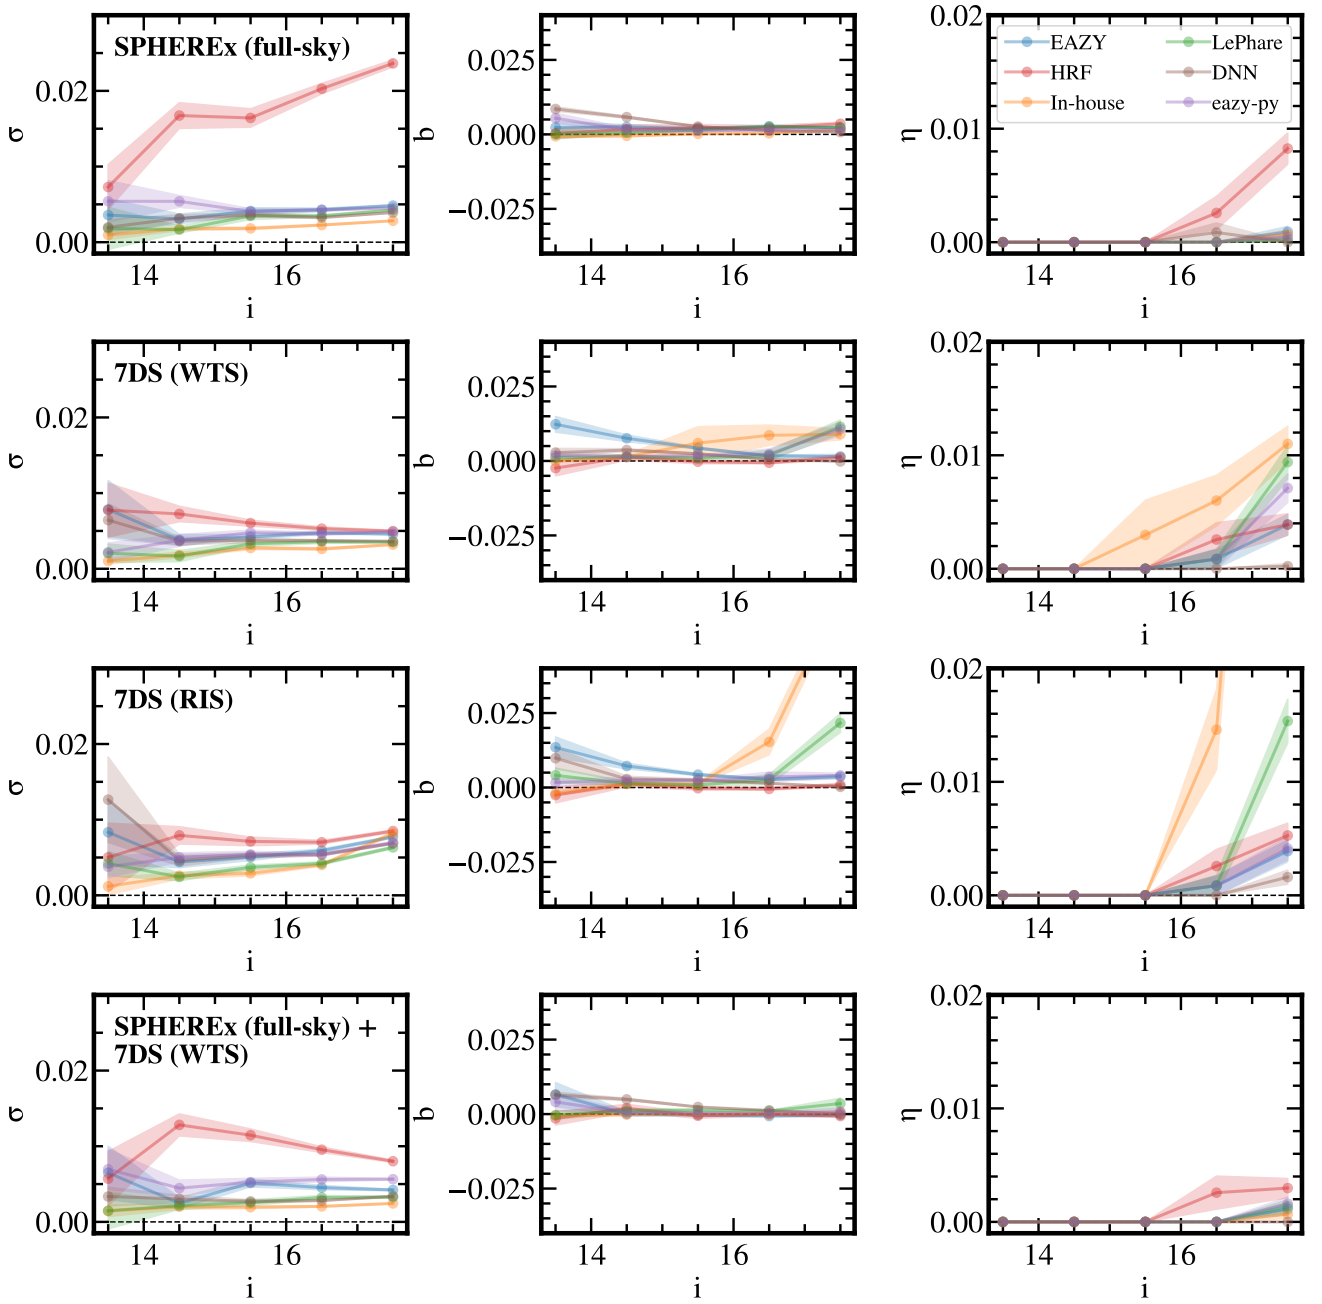 SPHEREx (full-sky)
0.02
0.00
σ
14 16
i
0.025
0.000
−0.025
b
14 16
i
0.02
0.01
0.00
η
14 16
i
EAZY LePhare
HRF DNN
In-house eazy-py
7DS (WTS)
0.02
0.00
σ
14 16
i
0.025
0.000
−0.025
b
14 16
i
0.02
0.01
0.00
η
14 16
i
7DS (RIS)
0.02
0.00
σ
14 16
i
0.025
0.000
−0.025
b
14 16
i
0.02
0.01
0.00
η
14 16
i
SPHEREx (full-sky) +
7DS (WTS)
0.02
0.00
σ
14 16
i
0.025
0.000
−0.025
b
14 16
i
0.02
0.01
0.00
η
14 16
i